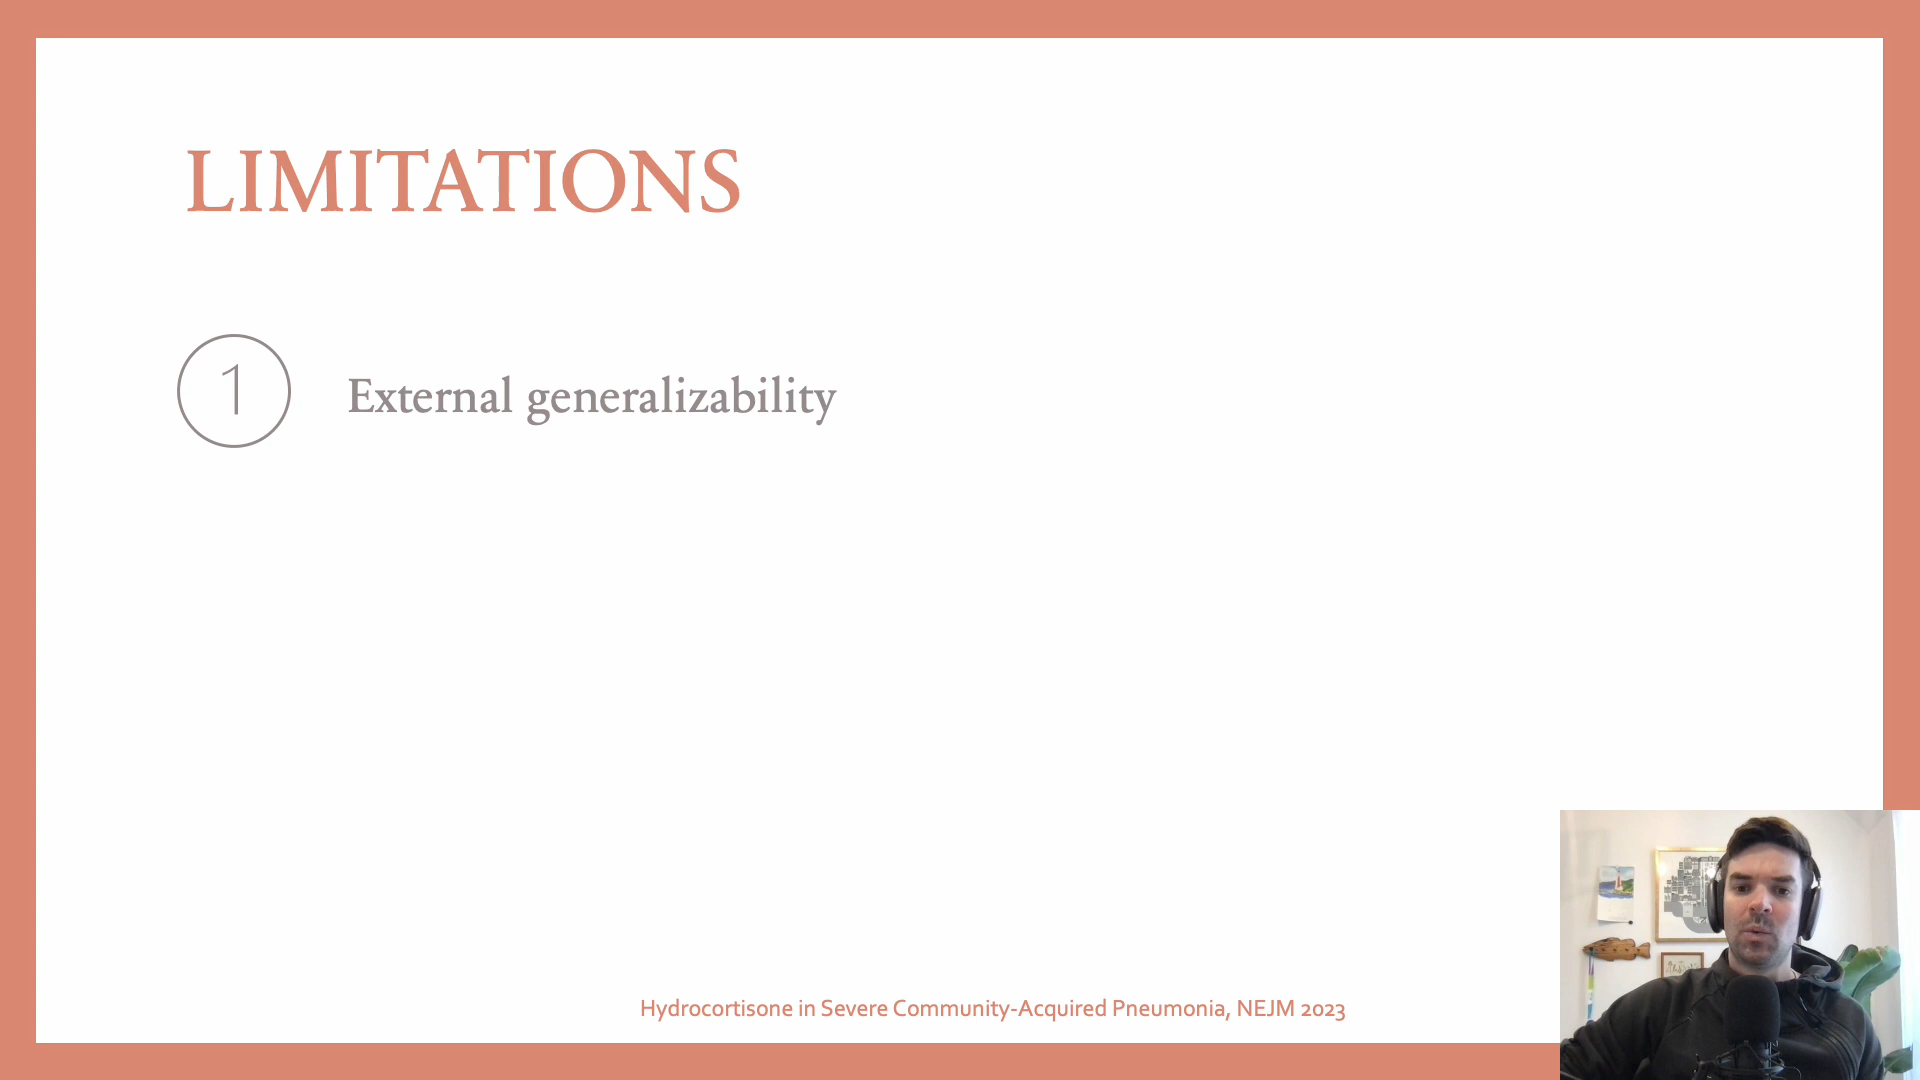 LIMITATIONS
1
External generalizability
Hydrocortisone in Severe Community-Acquired Pneumonia, NEJM 2023